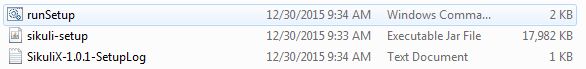 runSetup 12/30/2015 9:34 AM Windows Comma... 2 KB
sikuli-setup 12/30/2015 9:33 AM Executable Jar File 17,982 KB
SikuliX-1.0.1-SetupLog 12/30/2015 9:34 AM Text Document 1 KB